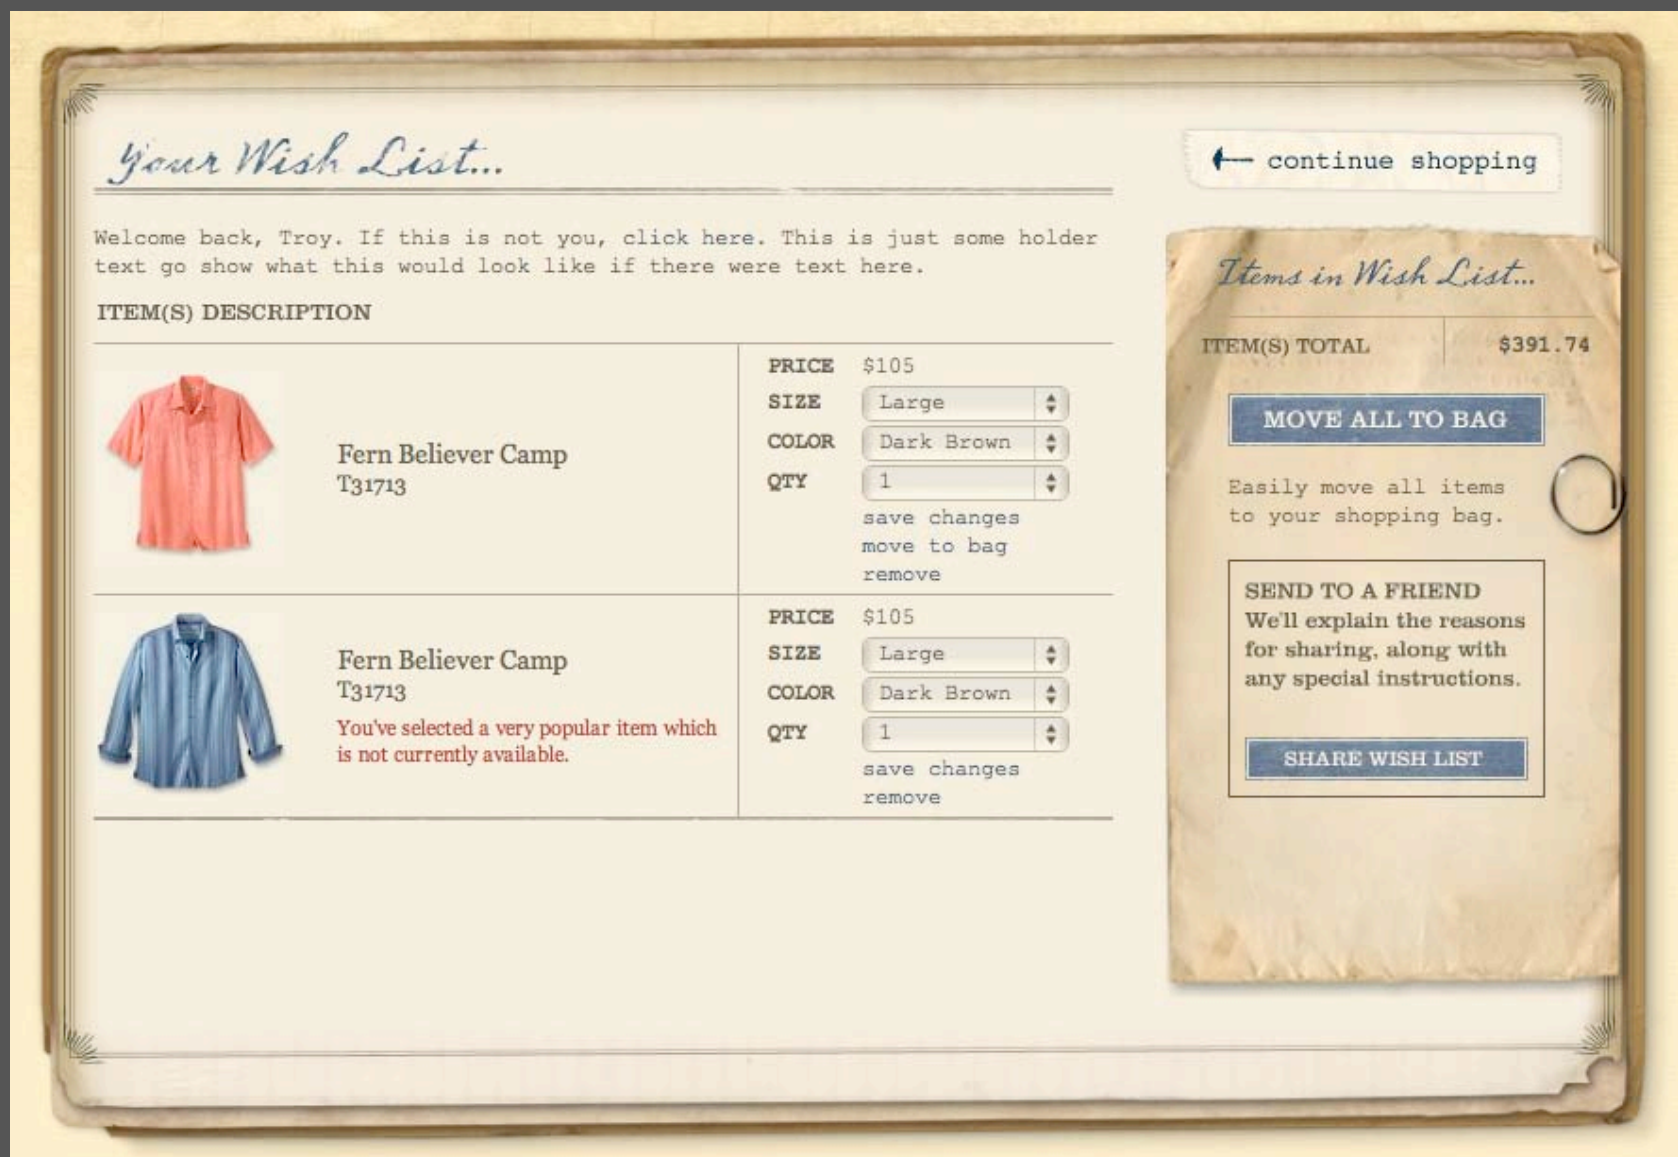 Your Wish List...
← continue shopping
Welcome back, Troy. If this is not you, click here. This is just some holder
text go show what this would look like if there were text here.
ITEM(S) DESCRIPTION
Fern Believer Camp
T31713
PRICE $105
SIZE Large
COLOR Dark Brown
QTY 1
save changes
move to bag
remove
Fern Believer Camp
T31713
You've selected a very popular item which
is not currently available.
PRICE $105
SIZE Large
COLOR Dark Brown
QTY 1
save changes
remove
Items in Wish List...
ITEM(S) TOTAL $391.74
MOVE ALL TO BAG
Easily move all items
to your shopping bag.
SEND TO A FRIEND
We'll explain the reasons
for sharing, along with
any special instructions.
SHARE WISH LIST